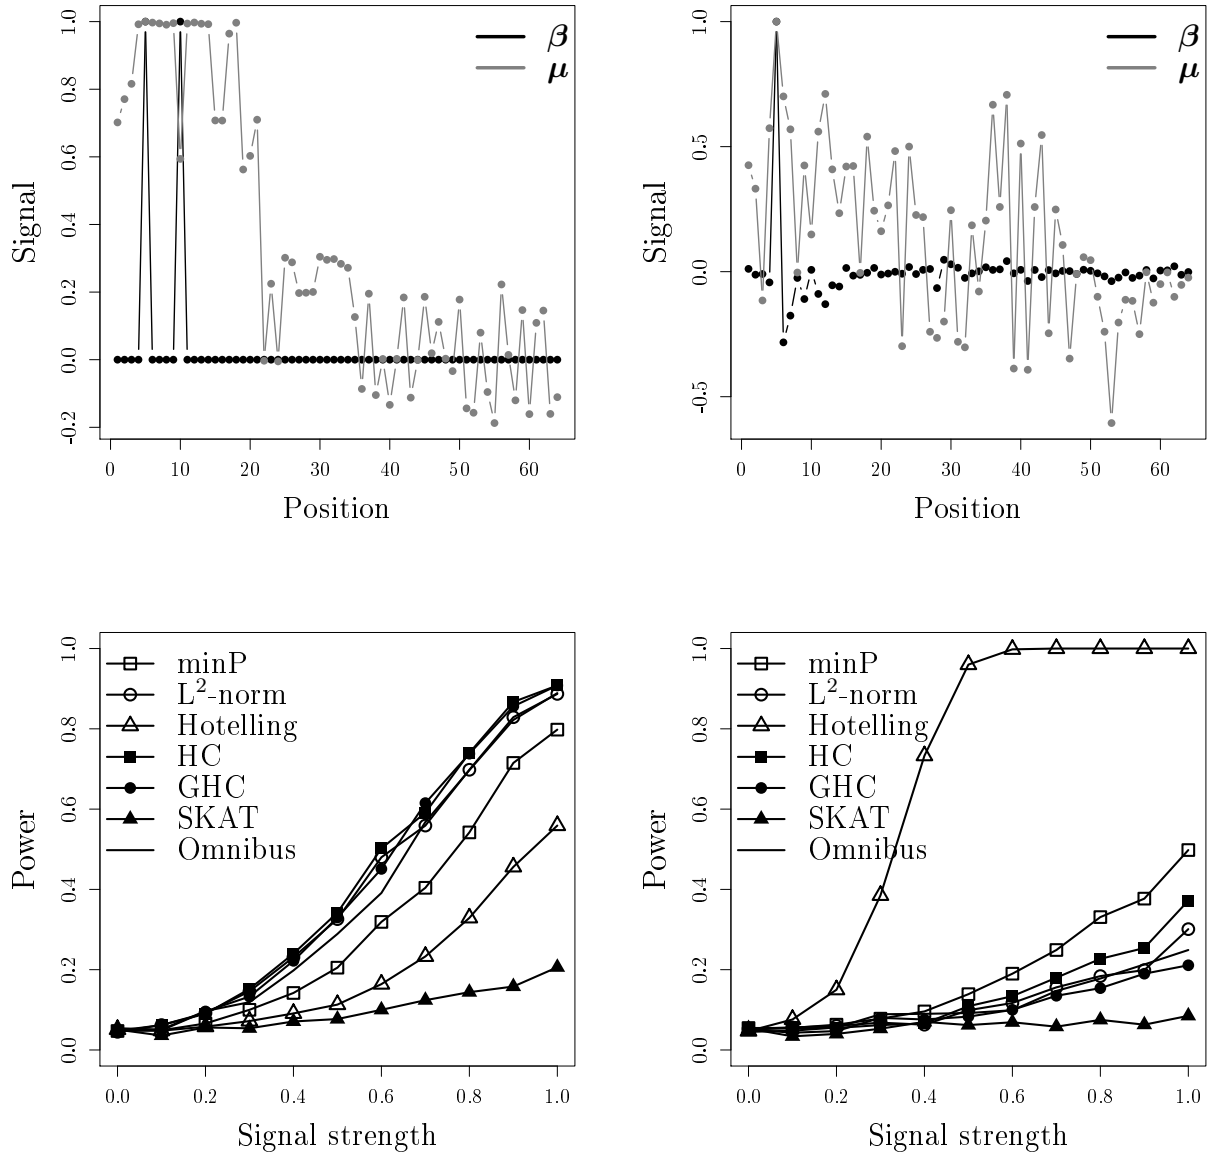 1.0
0.8
0.6
0.4
0.2
0.0
-0.2
Signal
β
μ
0 10 20 30 40 50 60
Position
1.0
0.5
0.0
-0.5
Signal
β
μ
0 10 20 30 40 50 60
Position
1.0
0.8
0.6
0.4
0.2
0.0
Power
minP
L²-norm
Hotelling
HC
GHC
SKAT
Omnibus
0.0 0.2 0.4 0.6 0.8 1.0
Signal strength
1.0
0.8
0.6
0.4
0.2
0.0
Power
minP
L²-norm
Hotelling
HC
GHC
SKAT
Omnibus
0.0 0.2 0.4 0.6 0.8 1.0
Signal strength